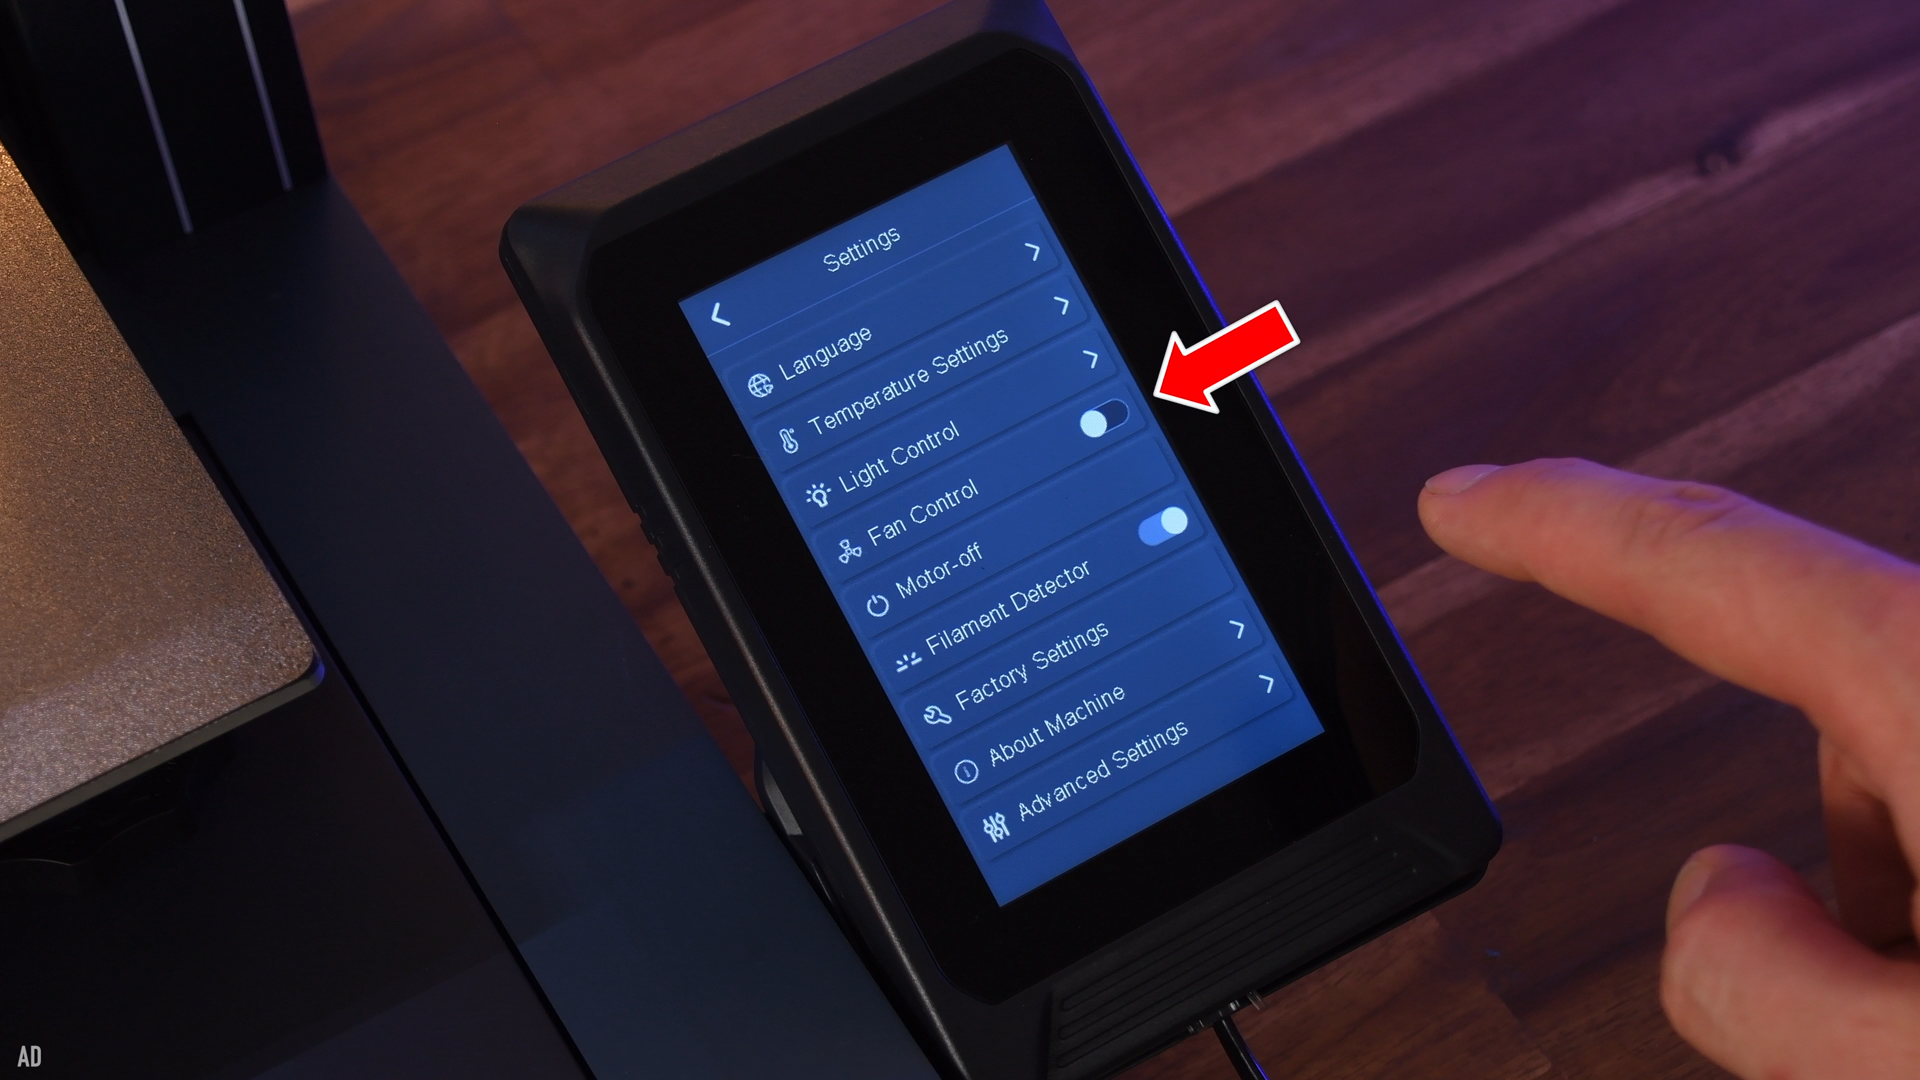 Settings
Language
Temperature Settings
Light Control
Fan Control
Motor-off
Filament Detector
Factory Settings
About Machine
Advanced Settings
AD